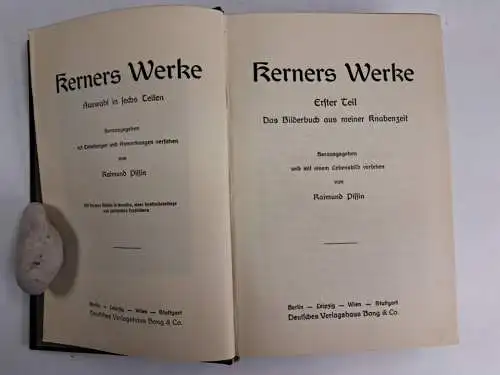 Kerners Werke
Auswahl in sechs Teilen
Herausgegeben
mit Einleitungen und Anmerkungen versehen
von
Raimund Pissin
Berlin — Leipzig — Wien — Stuttgart
Deutsches Verlagshaus Bong & Co.
Kerners Werke
Erster Teil
Das Bilderbuch aus meiner Knabenzeit
Herausgegeben
und mit einem Lebensbild versehen
von
Raimund Pissin
Berlin — Leipzig — Wien — Stuttgart
Deutsches Verlagshaus Bong & Co.